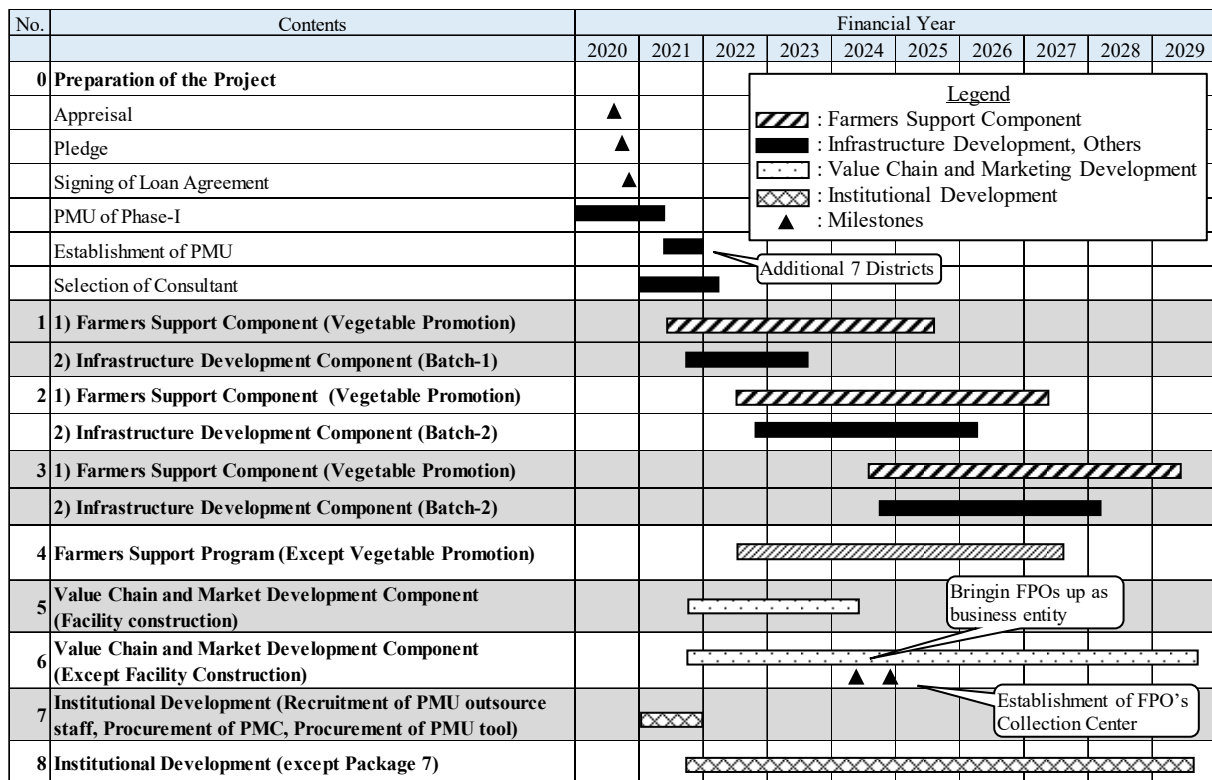 No. Contents Financial Year
2020 2021 2022 2023 2024 2025 2026 2027 2028 2029
0 Preparation of the Project
Appraisal
Pledge
Signing of Loan Agreement
PMU of Phase-I
Establishment of PMU
Selection of Consultant
Legend
: Farmers Support Component
: Infrastructure Development, Others
: Value Chain and Marketing Development
: Institutional Development
: Milestones
Additional 7 Districts
1 1) Farmers Support Component (Vegetable Promotion)
2) Infrastructure Development Component (Batch-1)
2 1) Farmers Support Component (Vegetable Promotion)
2) Infrastructure Development Component (Batch-2)
3 1) Farmers Support Component (Vegetable Promotion)
2) Infrastructure Development Component (Batch-2)
4 Farmers Support Program (Except Vegetable Promotion)
5 Value Chain and Market Development Component
(Facility construction)
Bringin FPOs up as
business entity
6 Value Chain and Market Development Component
(Except Facility Construction)
Establishment of FPO’s
Collection Center
7 Institutional Development (Recruitment of PMU outsource
staff, Procurement of PMC, Procurement of PMU tool)
8 Institutional Development (except Package 7)